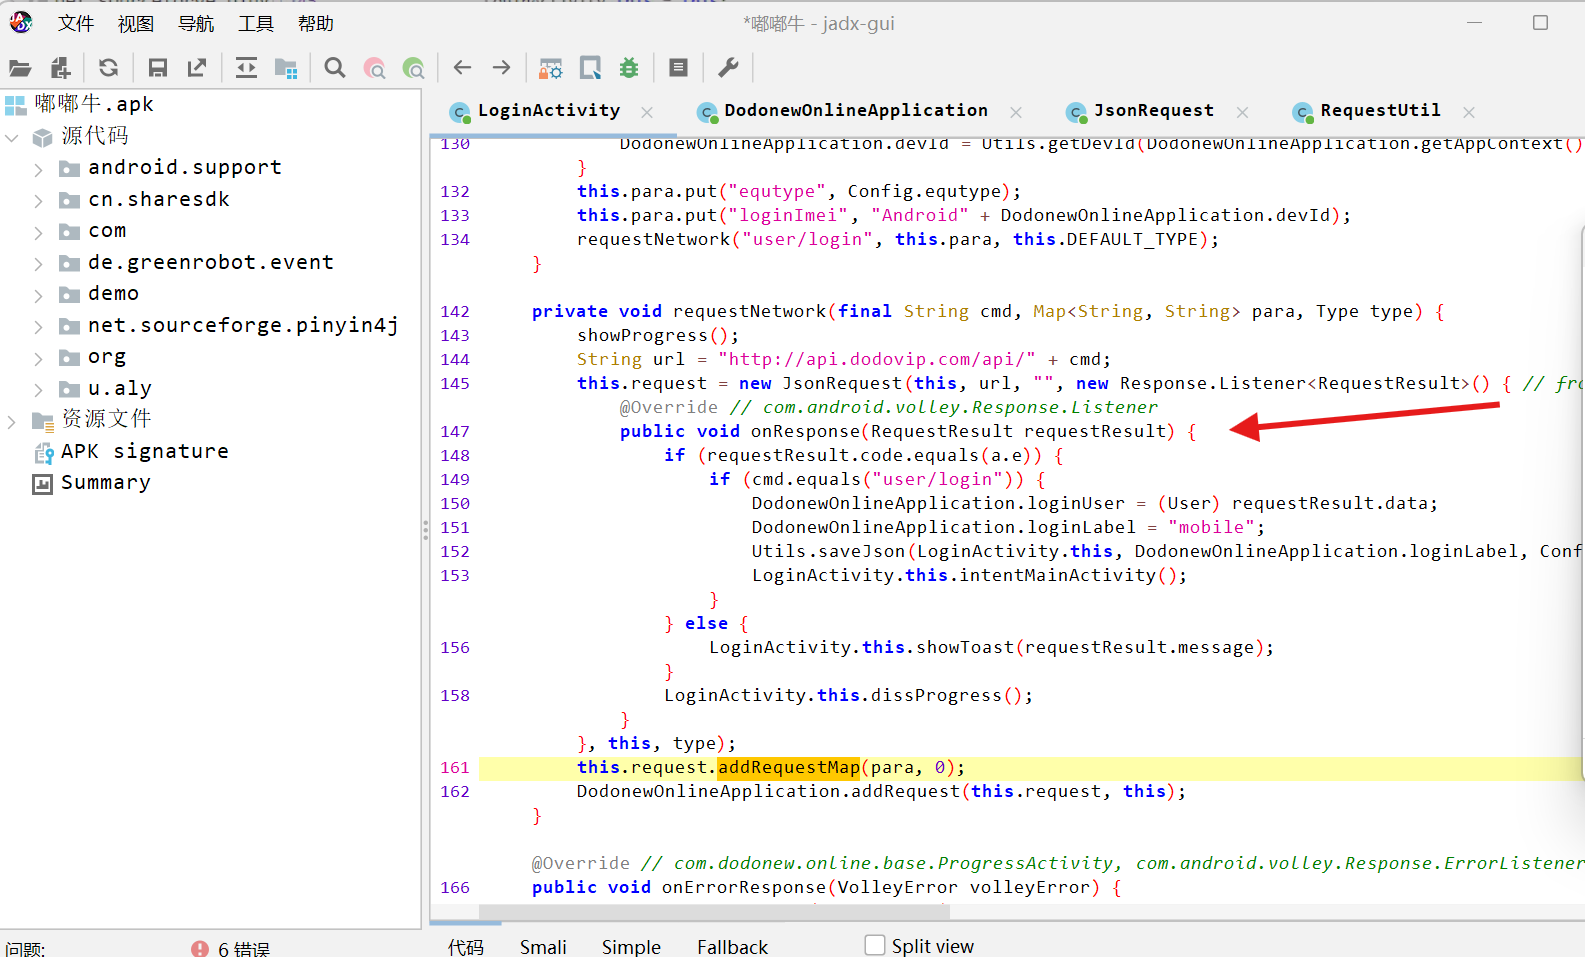 文件 视图 导航 工具 帮助
*嘟嘟牛 - jadx-gui
嘟嘟牛.apk
源代码
android.support
cn.sharesdk
com
de.greenrobot.event
demo
net.sourceforge.pinyin4j
org
u.aly
资源文件
APK signature
Summary
LoginActivity DodonewOnlineApplication JsonRequest RequestUtil
130 DodonewOnlineApplication.devId = Utils.getDevId(DodonewOnlineApplication.getAppContext()
}
132 this.para.put("equtype", Config.equtype);
133 this.para.put("loginImei", "Android" + DodonewOnlineApplication.devId);
134 requestNetwork("user/login", this.para, this.DEFAULT_TYPE);
}
142 private void requestNetwork(final String cmd, Map<String, String> para, Type type) {
143 showProgress();
144 String url = "http://api.dodovip.com/api/" + cmd;
145 this.request = new JsonRequest(this, url, "", new Response.Listener<RequestResult>() { // fro
@Override // com.android.volley.Response.Listener
147 public void onResponse(RequestResult requestResult) {
148 if (requestResult.code.equals(a.e)) {
149 if (cmd.equals("user/login")) {
150 DodonewOnlineApplication.loginUser = (User) requestResult.data;
151 DodonewOnlineApplication.loginLabel = "mobile";
152 Utils.saveJson(LoginActivity.this, DodonewOnlineApplication.loginLabel, Conf
153 LoginActivity.this.intentMainActivity();
}
} else {
156 LoginActivity.this.showToast(requestResult.message);
}
158 LoginActivity.this.dissProgress();
}
}, this, type);
161 this.request.addRequestMap(para, 0);
162 DodonewOnlineApplication.addRequest(this.request, this);
}
@Override // com.dodonew.online.base.ProgressActivity, com.android.volley.Response.ErrorListener
166 public void onErrorResponse(VolleyError volleyError) {
问题: 6 错误
代码 Smali Simple Fallback Split view